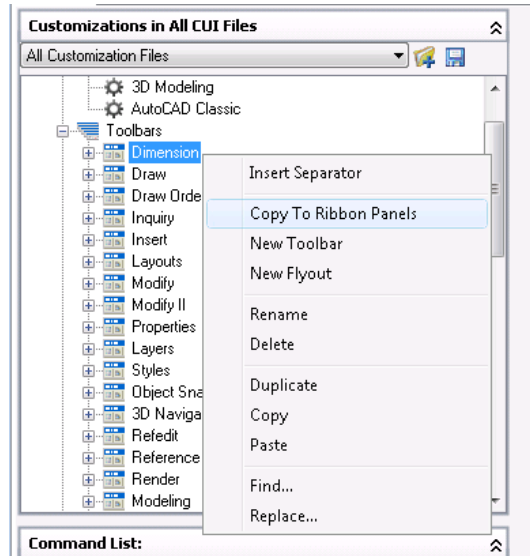 Customizations in All CUI Files
All Customization Files
3D Modeling
AutoCAD Classic
Toolbars
Dimension
Draw
Draw Orde
Inquiry
Insert
Layouts
Modify
Modify II
Properties
Layers
Styles
Object Sna
3D Naviga
Refedit
Reference
Render
Modeling
Insert Separator
Copy To Ribbon Panels
New Toolbar
New Flyout
Rename
Delete
Duplicate
Copy
Paste
Find...
Replace...
Command List: